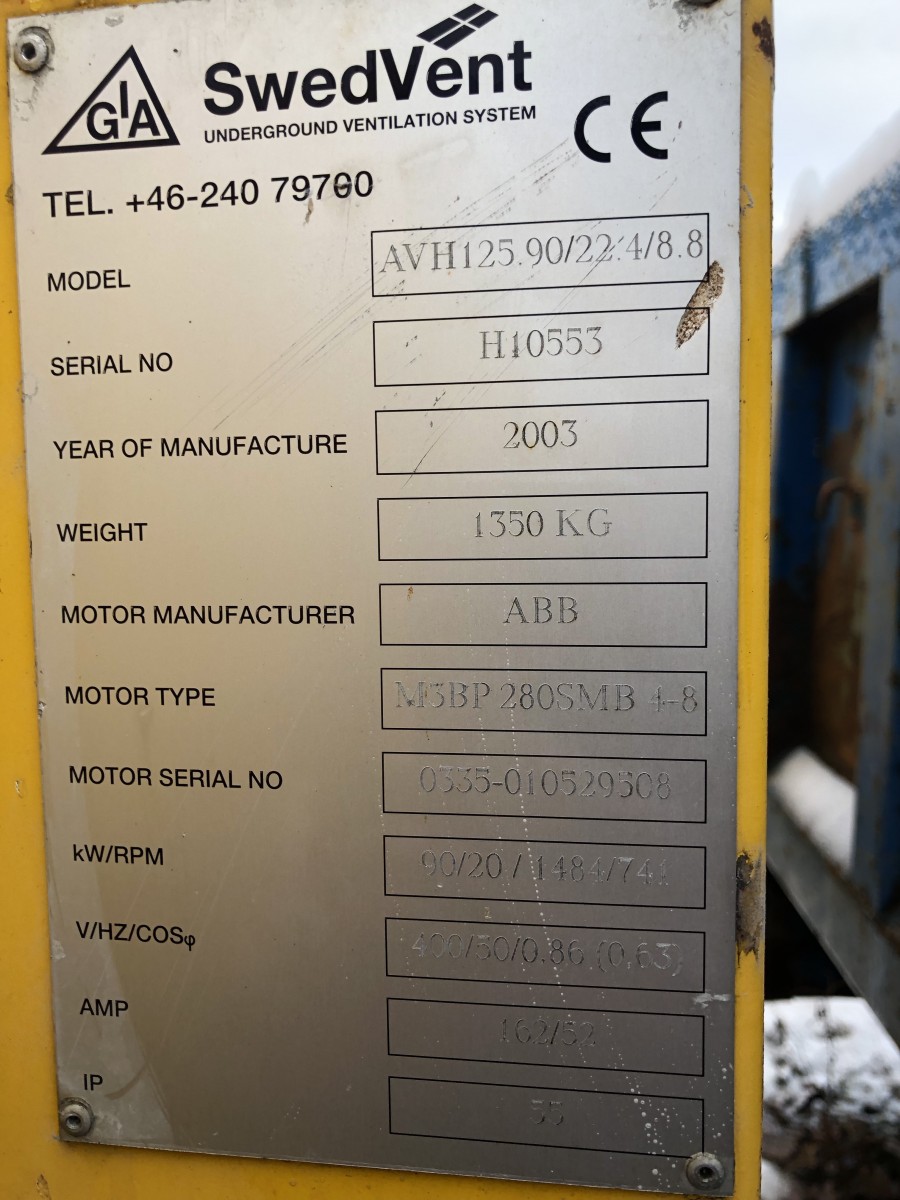 GIA
SwedVent
UNDERGROUND VENTILATION SYSTEM
CE
TEL. +46-240 79700
MODEL AVH125.90/22.4/8.8
SERIAL NO H10553
YEAR OF MANUFACTURE 2003
WEIGHT 1350 KG
MOTOR MANUFACTURER ABB
MOTOR TYPE M3BP 280SMB 4-8
MOTOR SERIAL NO 0335-010529508
kW/RPM 90/20 / 1484/741
V/HZ/COSφ 400/50/0.86 (0,63)
AMP 162/52
IP 55